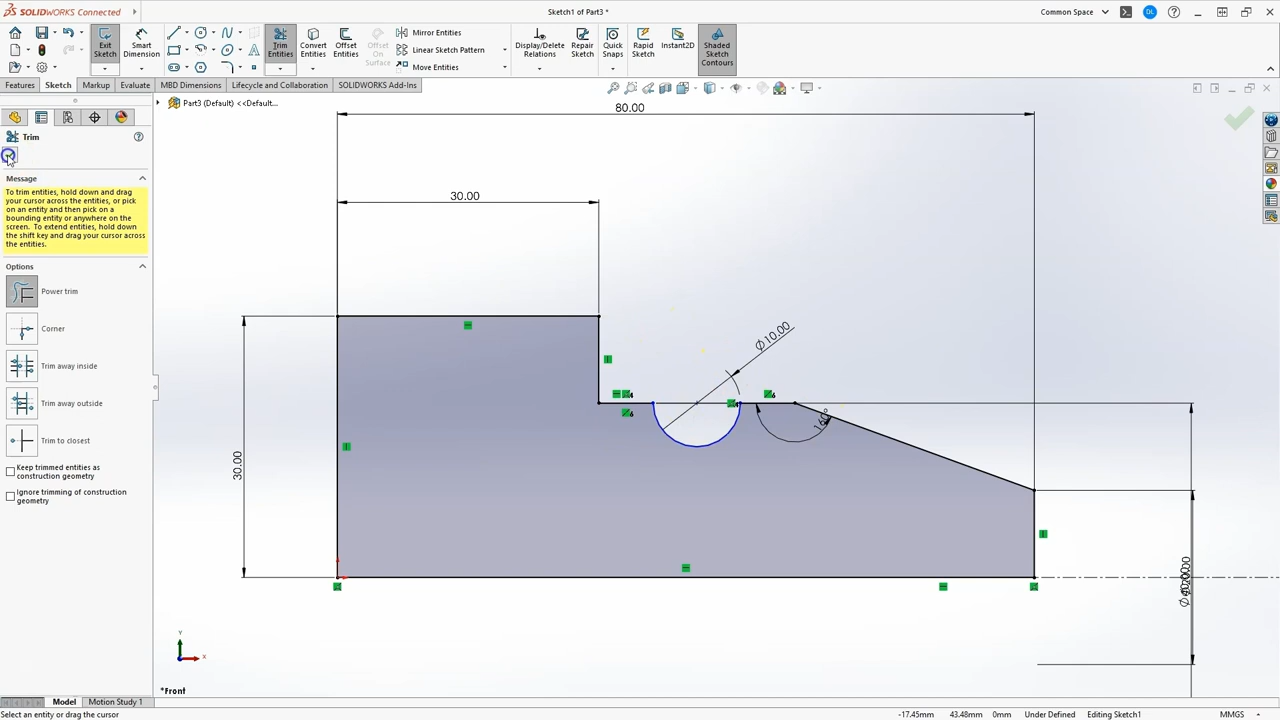 SOLIDWORKS Connected
Sketch1 of Part3 *
Common Space
DL
Exit Sketch
Smart Dimension
Trim Entities
Convert Entities
Offset Entities
Offset On Surface
Mirror Entities
Linear Sketch Pattern
Move Entities
Display/Delete Relations
Repair Sketch
Quick Snaps
Rapid Sketch
Instant2D
Shaded Sketch Contours
Features
Sketch
Markup
Evaluate
MBD Dimensions
Lifecycle and Collaboration
SOLIDWORKS Add-Ins
Part3 (Default) <<Default...
Trim
Message
To trim entities, hold down and drag
your cursor across the entities, or pick
on an entity and then pick on a
bounding entity or anywhere on the
screen. To extend entities, hold down
the shift key and drag your cursor across
the entities.
Options
Power trim
Corner
Trim away inside
Trim away outside
Trim to closest
Keep trimmed entities as
construction geometry
Ignore trimming of construction
geometry
80.00
30.00
Ø10.00
160°
30.00
Y
X
*Front
Model
Motion Study 1
Select an entity or drag the cursor
-17.45mm
43.48mm
0mm
Under Defined
Editing Sketch1
MMGS